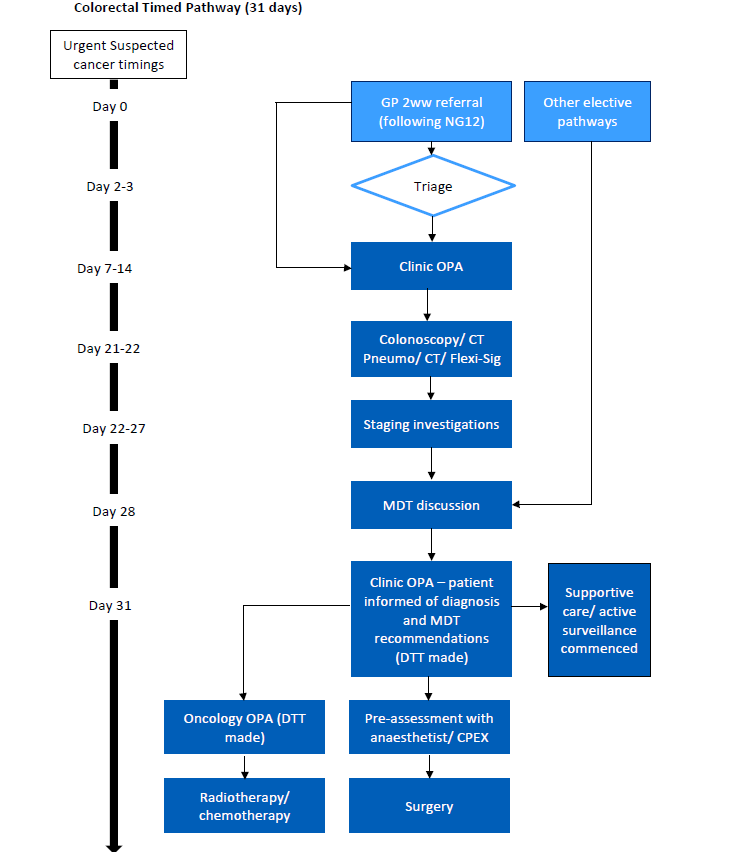 Colorectal Timed Pathway (31 days)
Urgent Suspected
cancer timings
Day 0
GP 2ww referral
(following NG12)
Other elective
pathways
Day 2-3
Triage
Day 7-14
Clinic OPA
Day 21-22
Colonoscopy/ CT
Pneumo/ CT/ Flexi-Sig
Day 22-27
Staging investigations
Day 28
MDT discussion
Day 31
Clinic OPA – patient
informed of diagnosis
and MDT
recommendations
(DTT made)
Supportive
care/ active
surveillance
commenced
Oncology OPA (DTT
made)
Pre-assessment with
anaesthetist/ CPEX
Radiotherapy/
chemotherapy
Surgery